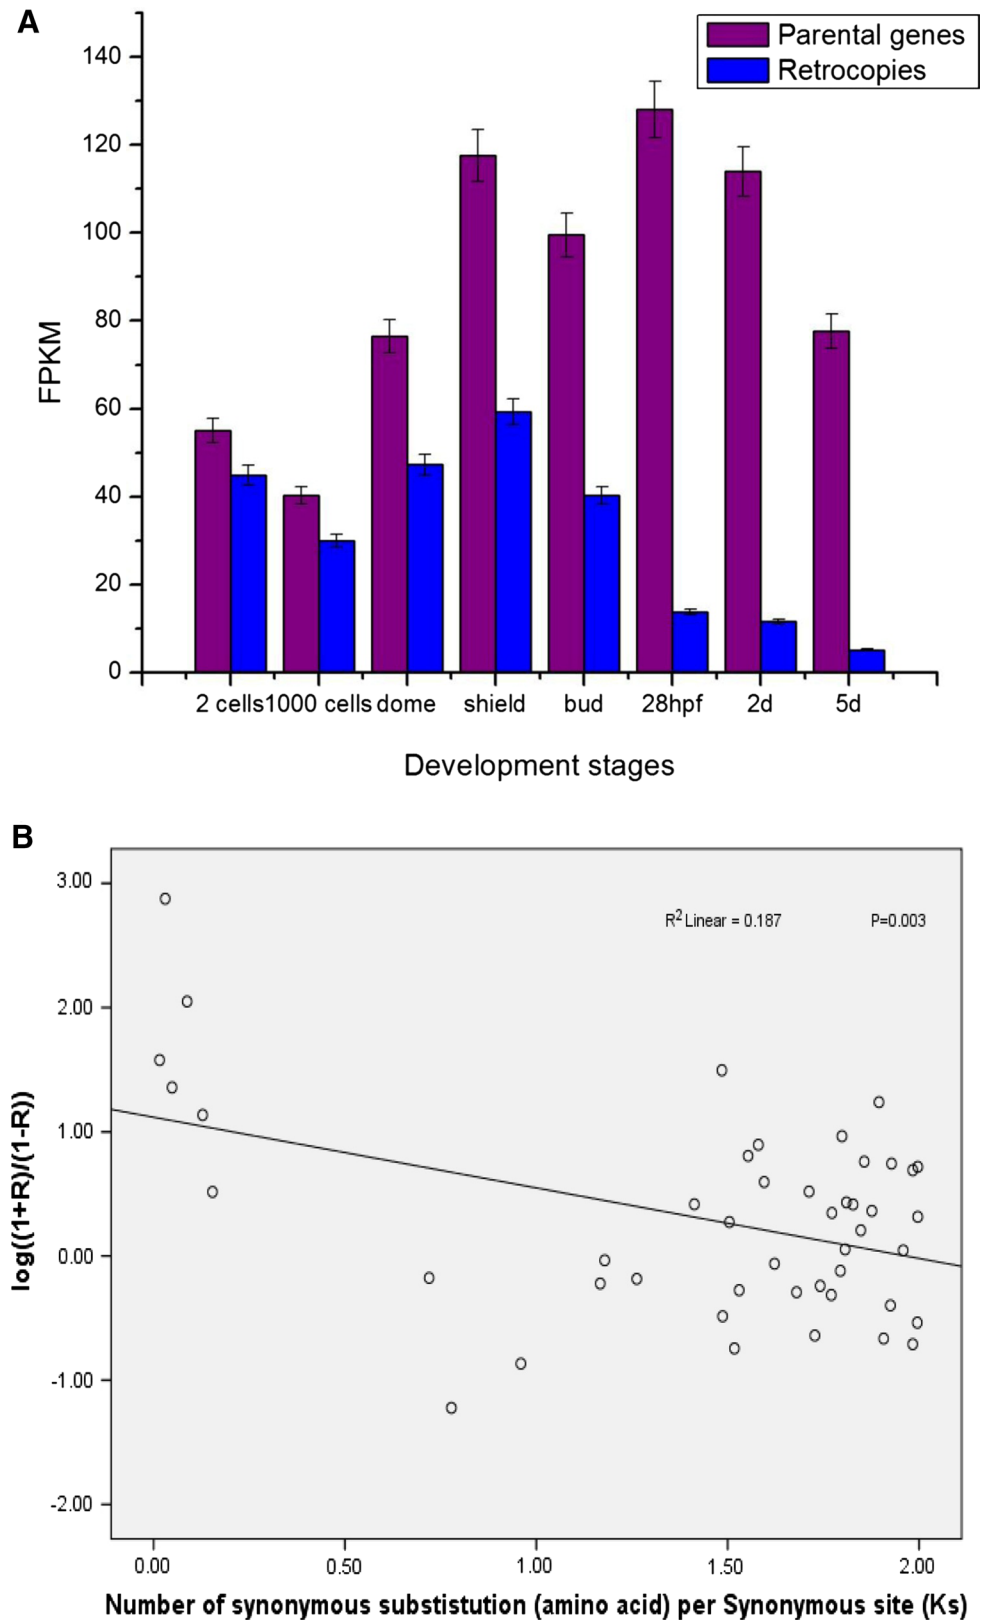 A
Parental genes
Retrocopies
140
120
100
80
60
40
20
0
FPKM
2 cells 1000 cells dome shield bud 28hpf 2d 5d
Development stages
B
3.00
2.00
1.00
0.00
-1.00
-2.00
R2 Linear = 0.187 P=0.003
log((1+R)/(1-R))
0.00 0.50 1.00 1.50 2.00
Number of synonymous subsistution (amino acid) per Synonymous site (Ks)